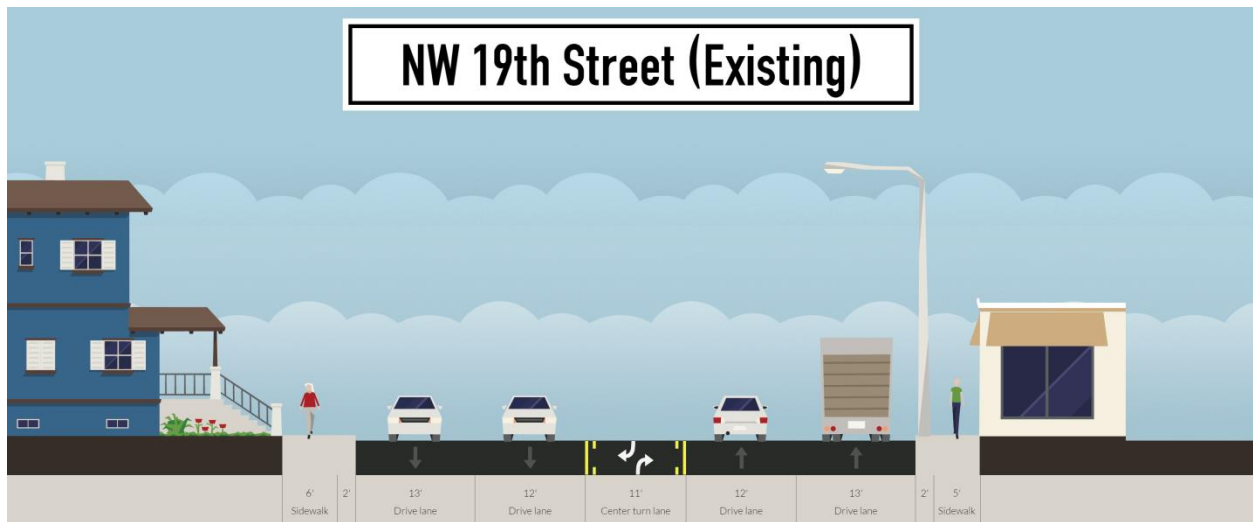 NW 19th Street (Existing)
6' 2' 13' 12' 11' 12' 13' 2' 5'
Sidewalk Drive lane Drive lane Center turn lane Drive lane Drive lane Sidewalk